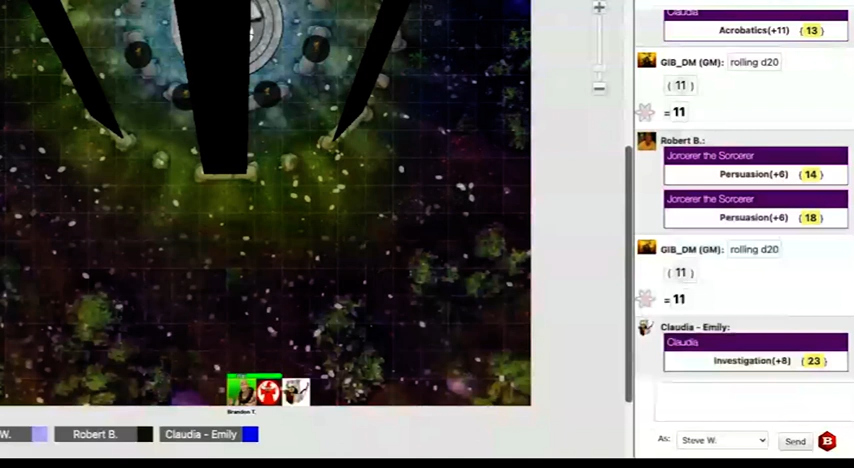 Claudia
Acrobatics(+11) (13)
GIB_DM (GM): rolling d20
(11)
= 11
Robert B.:
Jorcerer the Sorcerer
Persuasion(+6) (14)
Jorcerer the Sorcerer
Persuasion(+6) (18)
GIB_DM (GM): rolling d20
(11)
= 11
Claudia - Emily:
Claudia
Investigation(+8) (23)
Brandon T.
W. Robert B. Claudia - Emily
As: Steve W. Send B